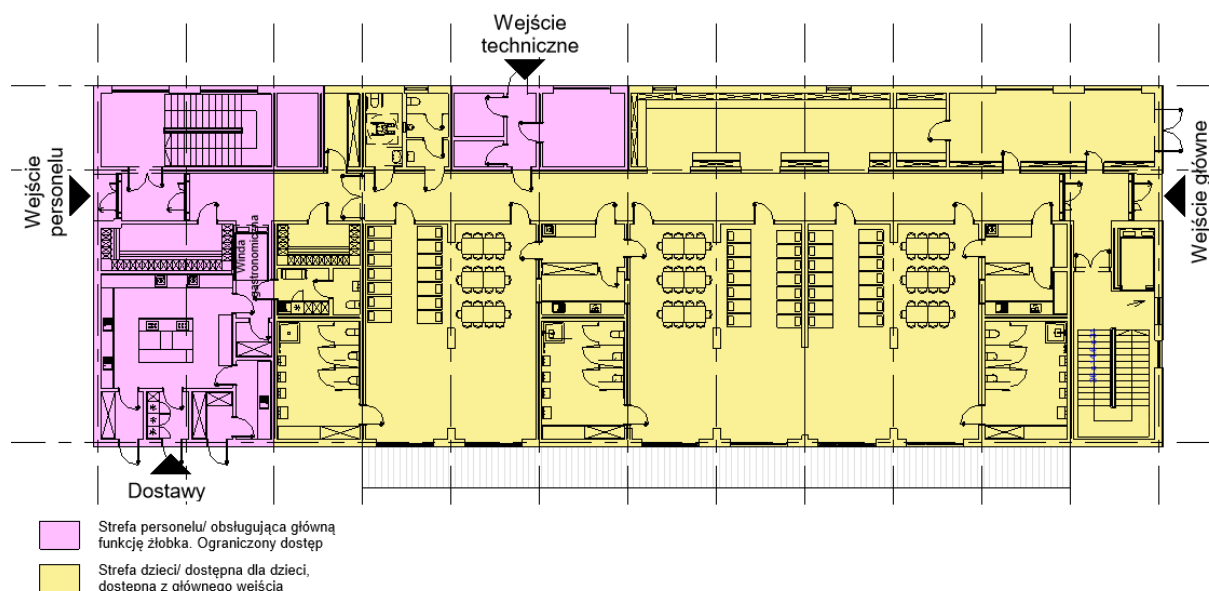 Wejście
techniczne
Wejście
personelu
Winda
gastronomiczna
Wejście główne
Dostawy
Strefa personelu/ obsługująca główną
funkcję żłobka. Ograniczony dostęp
Strefa dzieci/ dostępna dla dzieci,
dostępna z głównego wejścia